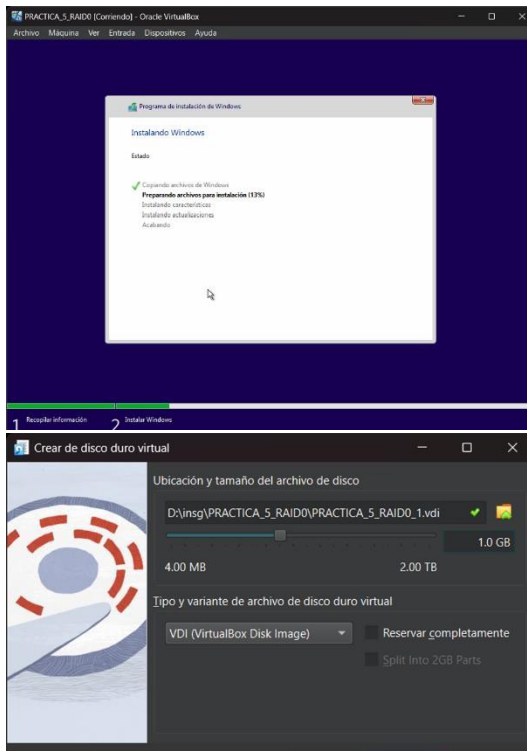 PRACTICA_5_RAID0 [Corriendo] - Oracle VirtualBox
Archivo Máquina Ver Entrada Dispositivos Ayuda
Programa de instalación de Windows
Instalando Windows
Estado
Copiando archivos de Windows
Preparando archivos para instalación (13%)
Instalando características
Instalando actualizaciones
Acabando
1 Recopilar información 2 Instalar Windows
Crear de disco duro virtual
Ubicación y tamaño del archivo de disco
D:\insg\PRACTICA_5_RAID0\PRACTICA_5_RAID0_1.vdi
1.0 GB
4.00 MB 2.00 TB
Tipo y variante de archivo de disco duro virtual
VDI (VirtualBox Disk Image) Reservar completamente
Split Into 2GB Parts